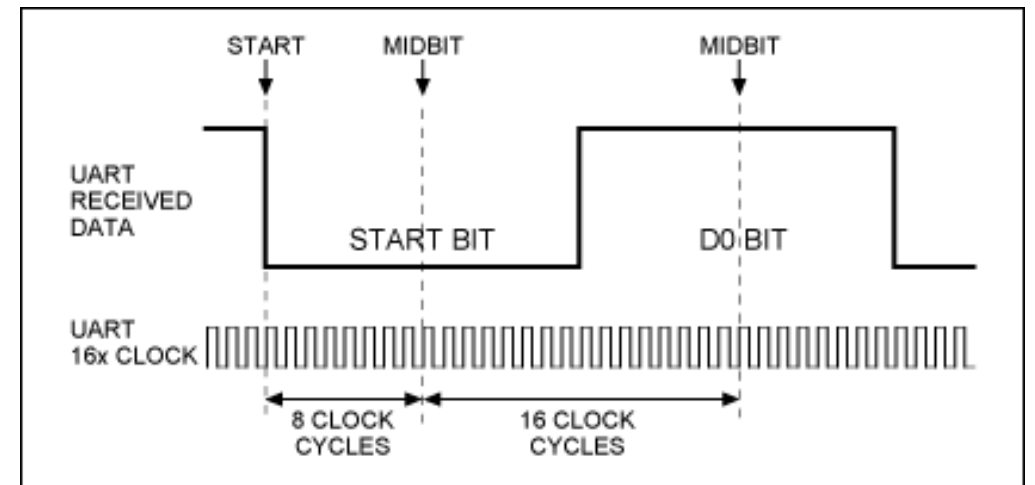 START
MIDBIT
MIDBIT
UART
RECEIVED
DATA
START BIT
D0 BIT
UART
16x CLOCK
8 CLOCK
CYCLES
16 CLOCK
CYCLES